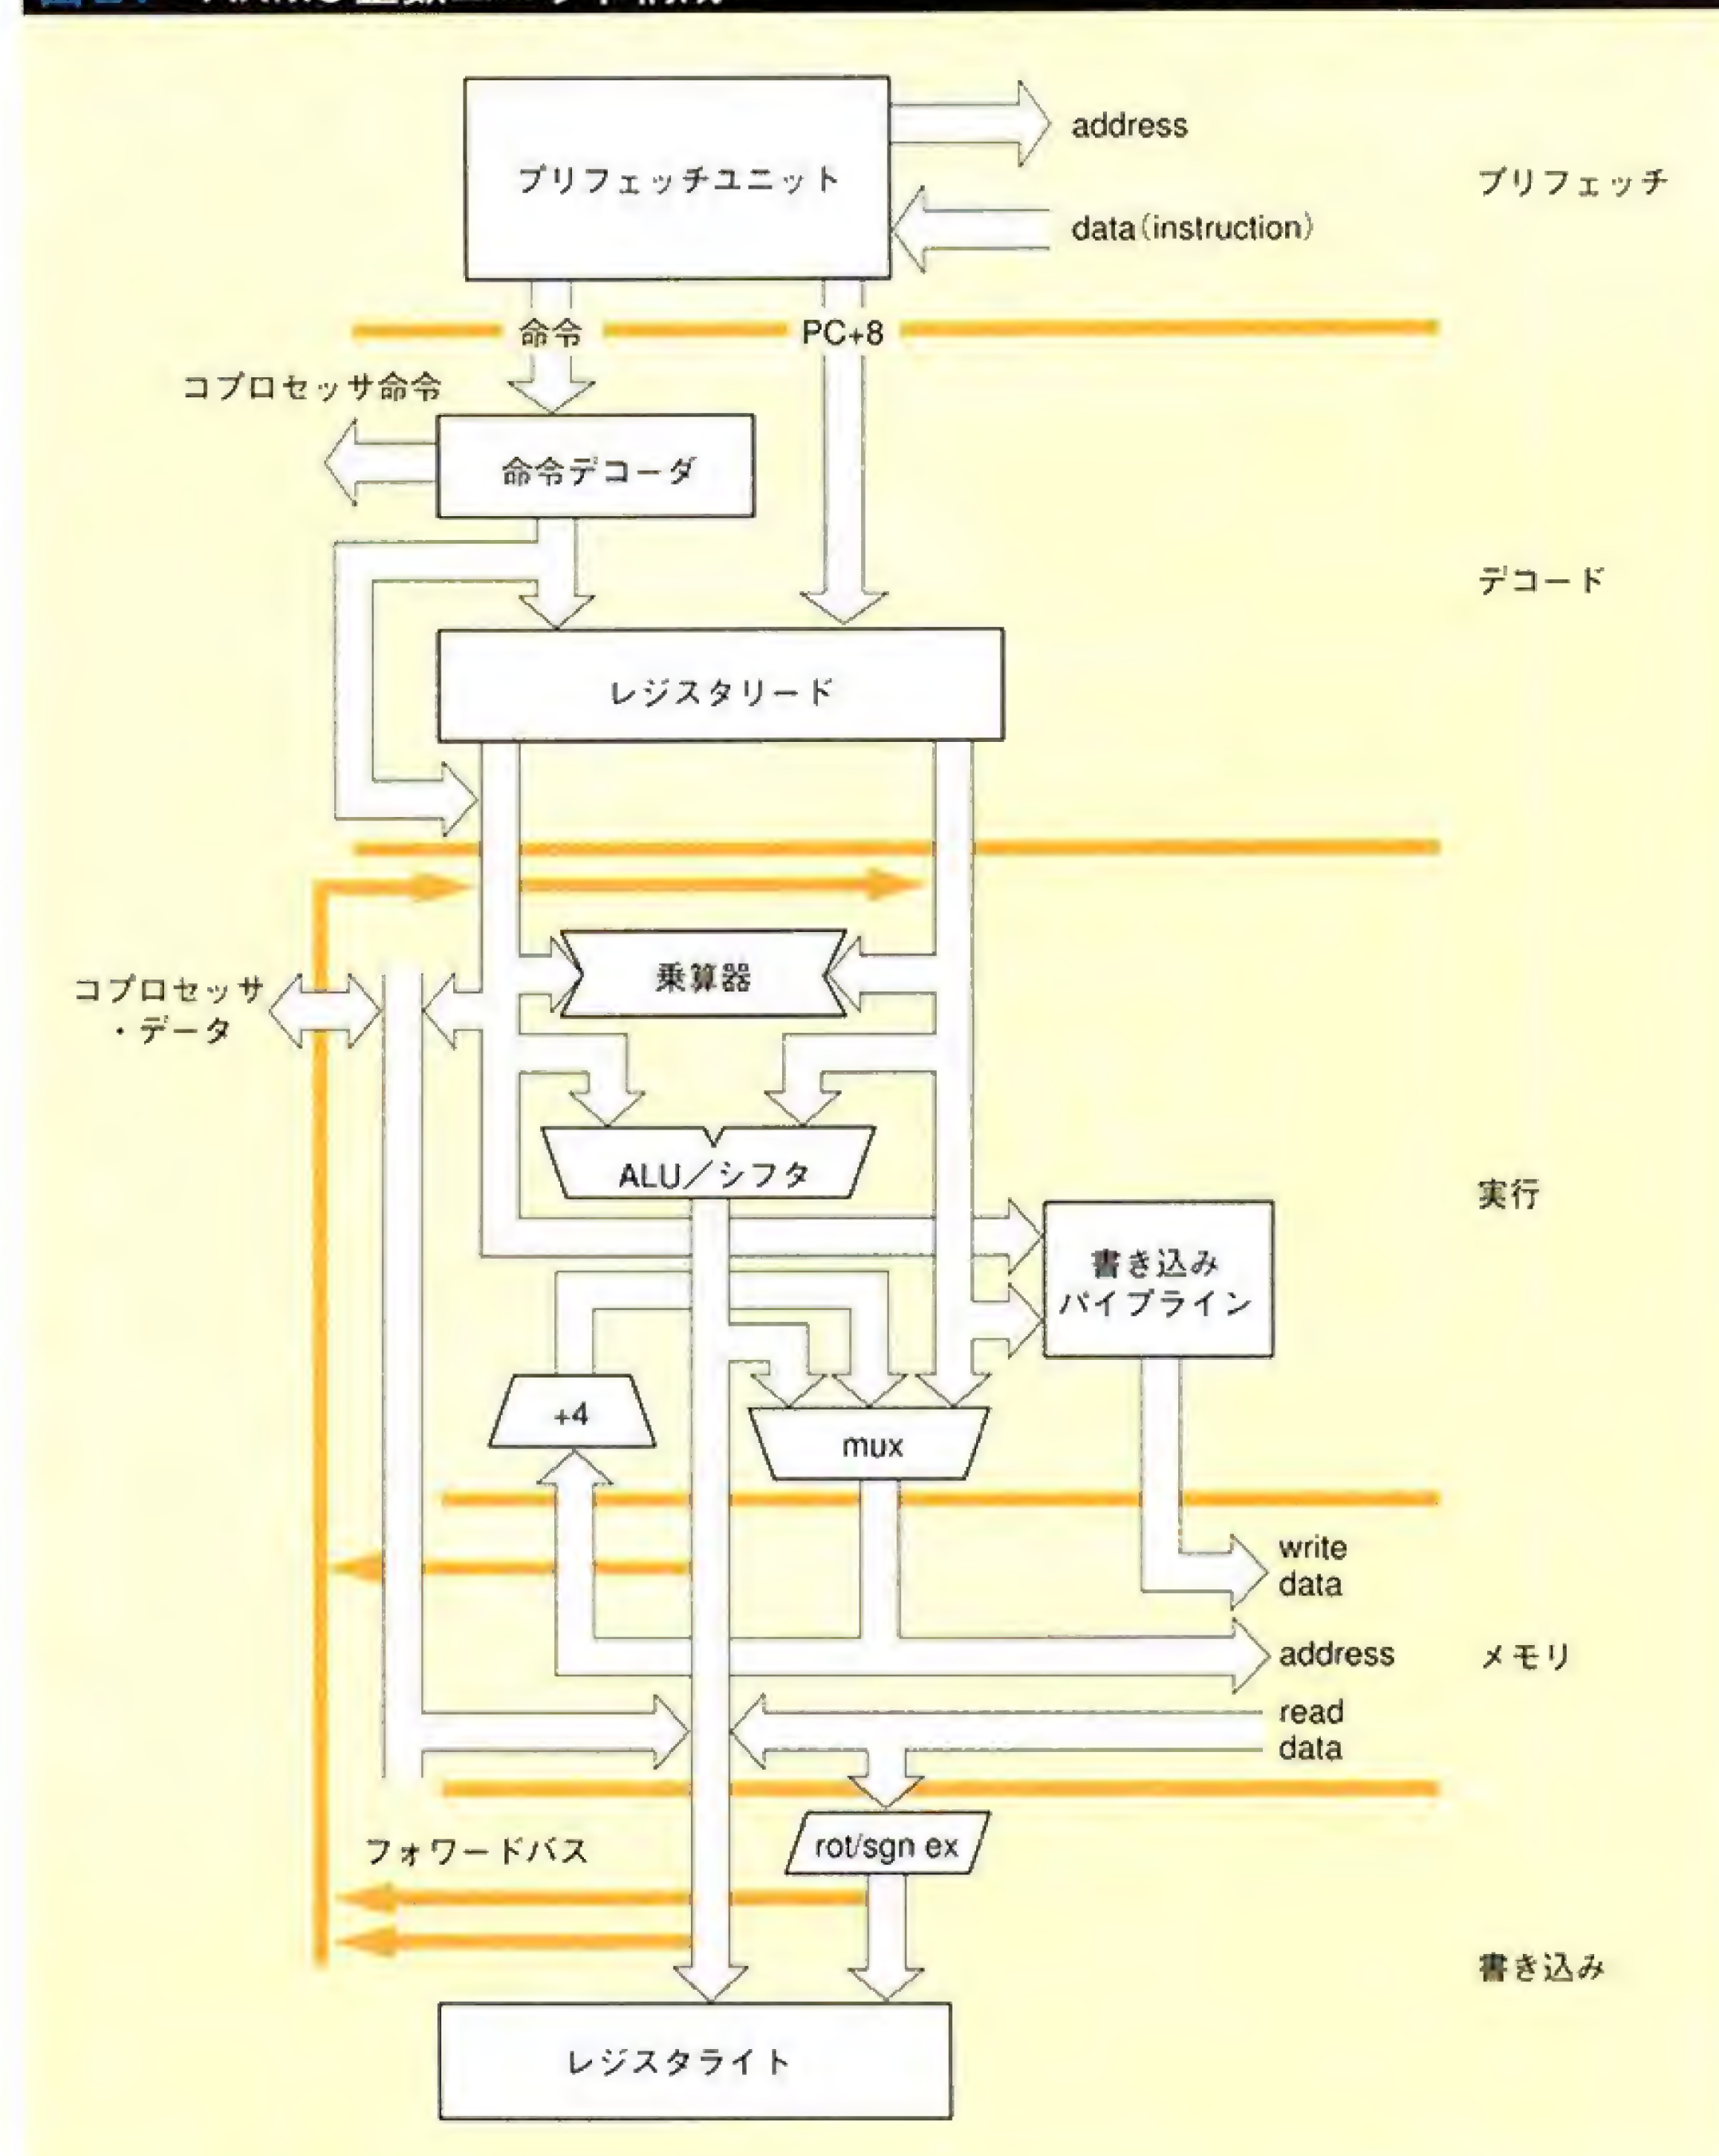 address
プリフェッチユニット
プリフェッチ
data(instruction)
命令
PC+8
コプロセッサ命令
命令デコーダ
デコード
レジスタリード
乗算器
コプロセッサ
・データ
ALU/シフタ
実行
書き込み
パイプライン
+4
mux
write
data
address
メモリ
read
data
rot/sgn ex
フォワードバス
書き込み
レジスタライト